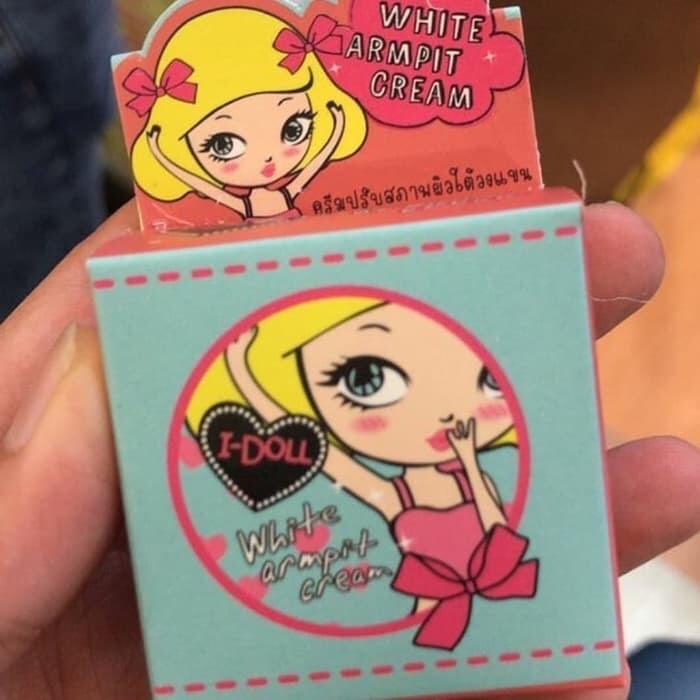 WHITE
ARMPIT
CREAM
ครีมปรับสภาพผิวใต้วงแขน
I-DOLL
White
armpit
cream